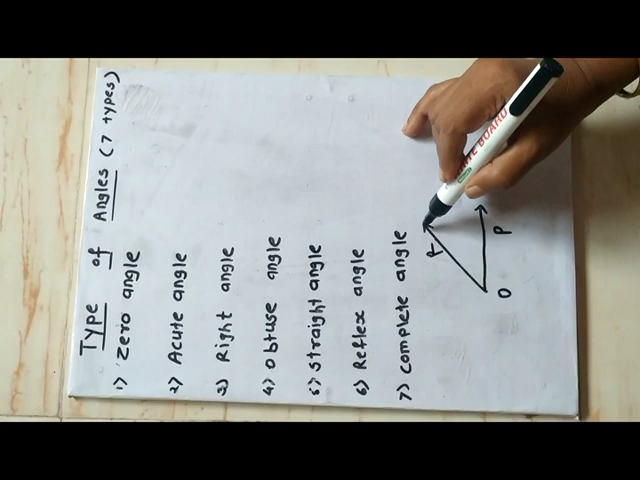 Type of Angles (7 types)
1) Zero angle
2) Acute angle
3) Right angle
4) Obtuse angle
5) straight angle
6) Reflex angle
7) complete angle
O
P
BOARD